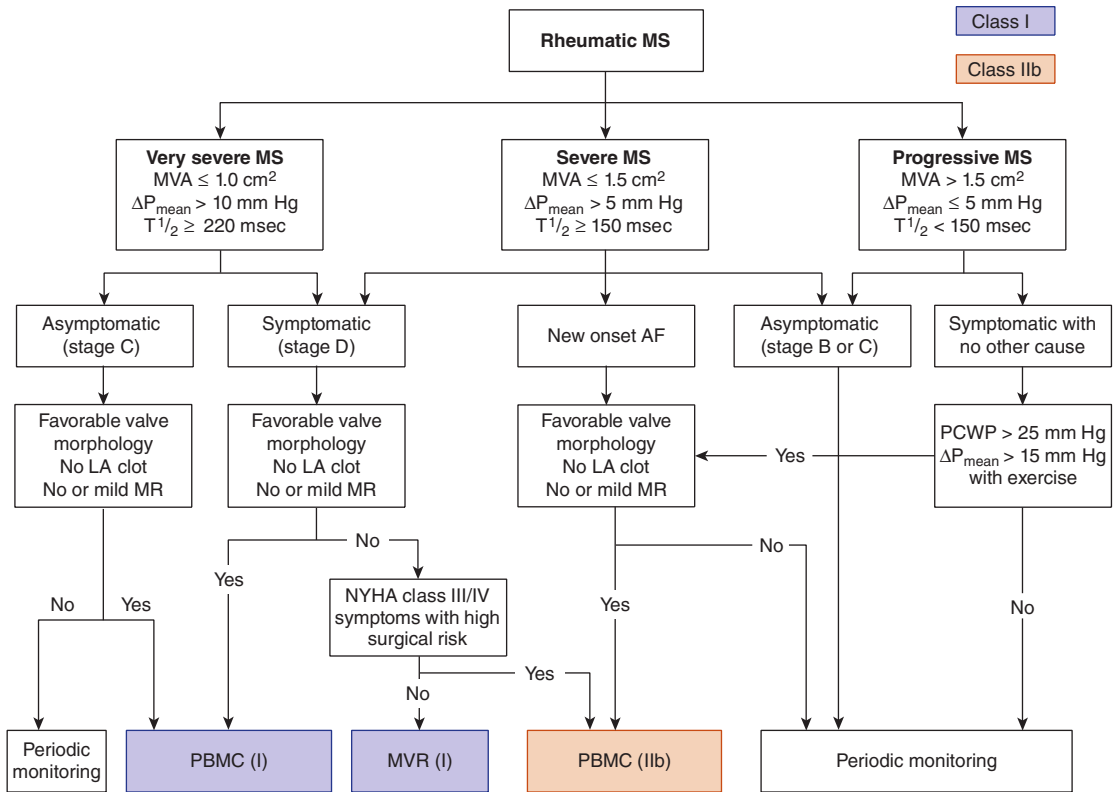 Rheumatic MS
Class I
Class IIb
Very severe MS
MVA ≤ 1.0 cm²
ΔPmean > 10 mm Hg
T1/2 ≥ 220 msec
Severe MS
MVA ≤ 1.5 cm²
ΔPmean > 5 mm Hg
T1/2 ≥ 150 msec
Progressive MS
MVA > 1.5 cm²
ΔPmean ≤ 5 mm Hg
T1/2 < 150 msec
Asymptomatic
(stage C)
Symptomatic
(stage D)
New onset AF
Asymptomatic
(stage B or C)
Symptomatic with
no other cause
Favorable valve
morphology
No LA clot
No or mild MR
Favorable valve
morphology
No LA clot
No or mild MR
Favorable valve
morphology
No LA clot
No or mild MR
Yes
PCWP > 25 mm Hg
ΔPmean > 15 mm Hg
with exercise
No
Yes
Yes
No
NYHA class III/IV
symptoms with high
surgical risk
No
Yes
Yes
No
No
Periodic
monitoring
PBMC (I)
MVR (I)
PBMC (IIb)
Periodic monitoring